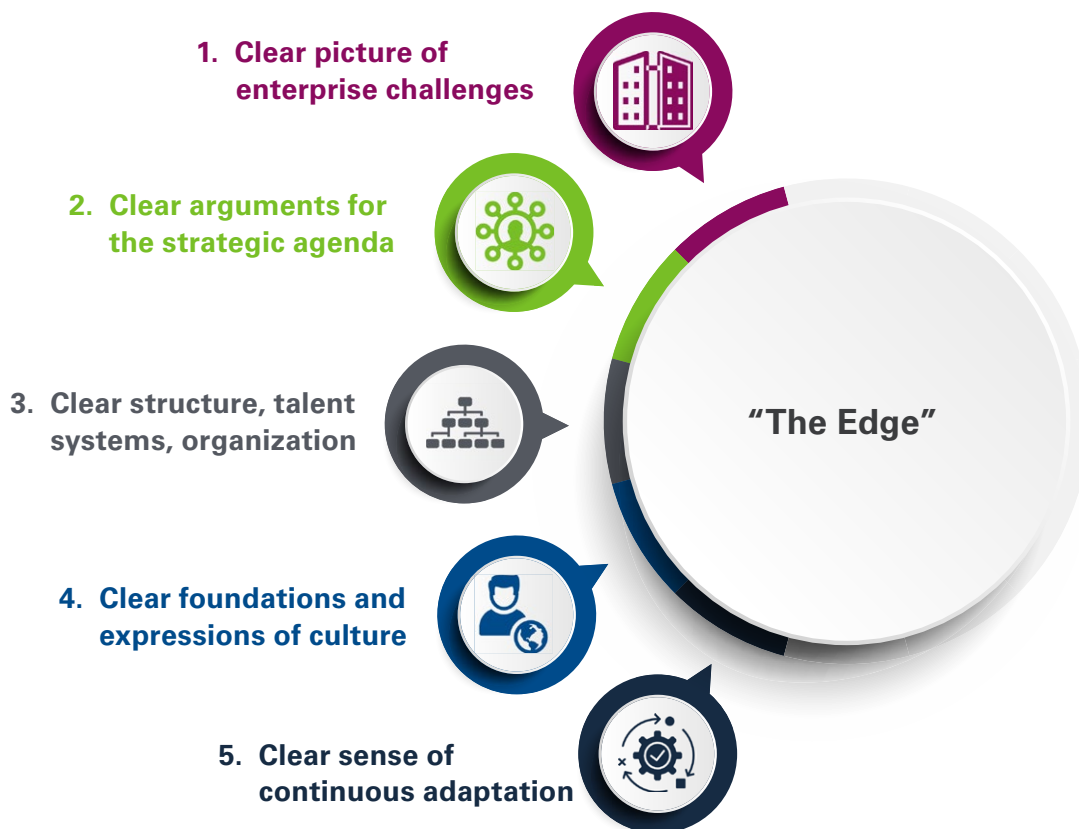 1. Clear picture of
enterprise challenges
2. Clear arguments for
the strategic agenda
3. Clear structure, talent
systems, organization
“The Edge”
4. Clear foundations and
expressions of culture
5. Clear sense of
continuous adaptation